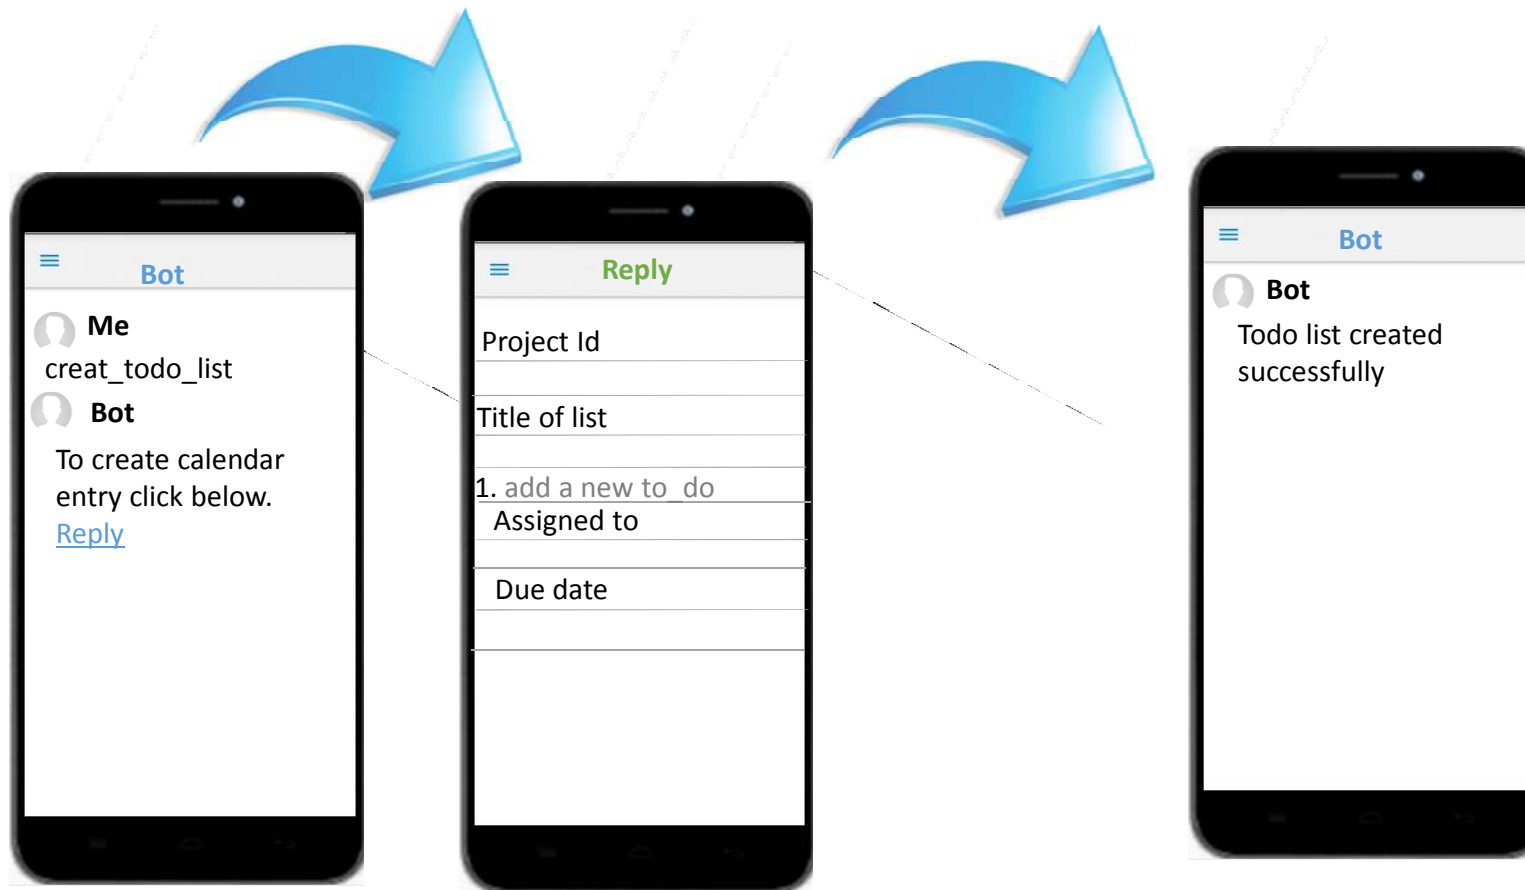 Bot
Me
creat_todo_list
Bot
To create calendar
entry click below.
Reply
Reply
Project Id
Title of list
1. add a new to_do
Assigned to
Due date
Bot
Bot
Todo list created
successfully